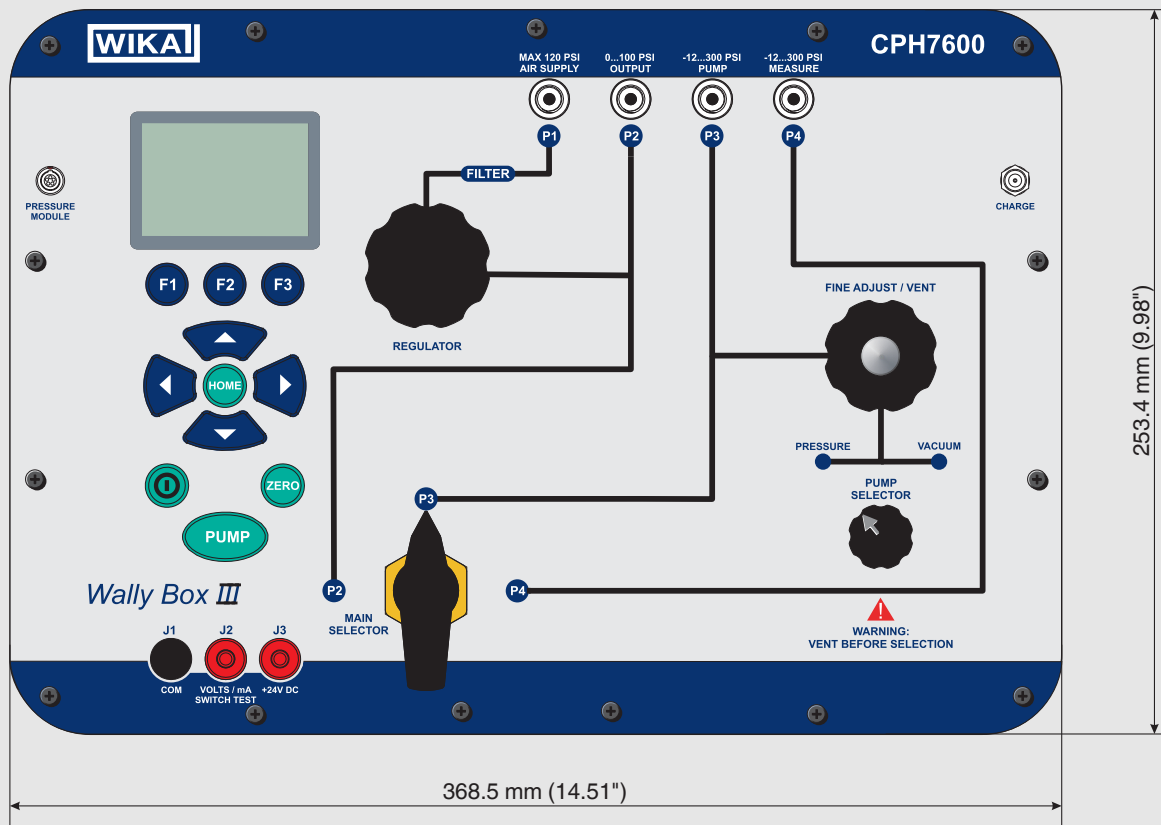 WIKA
CPH7600
MAX 120 PSI
AIR SUPPLY
0...100 PSI
OUTPUT
-12...300 PSI
PUMP
-12...300 PSI
MEASURE
P1
P2
P3
P4
FILTER
PRESSURE
MODULE
CHARGE
F1
F2
F3
FINE ADJUST / VENT
REGULATOR
HOME
PRESSURE
VACUUM
PUMP
SELECTOR
ZERO
P3
PUMP
Wally Box III
P2
P4
MAIN
SELECTOR
WARNING:
VENT BEFORE SELECTION
J1
J2
J3
COM
VOLTS / mA
SWITCH TEST
+24V DC
253.4 mm (9.98")
368.5 mm (14.51")